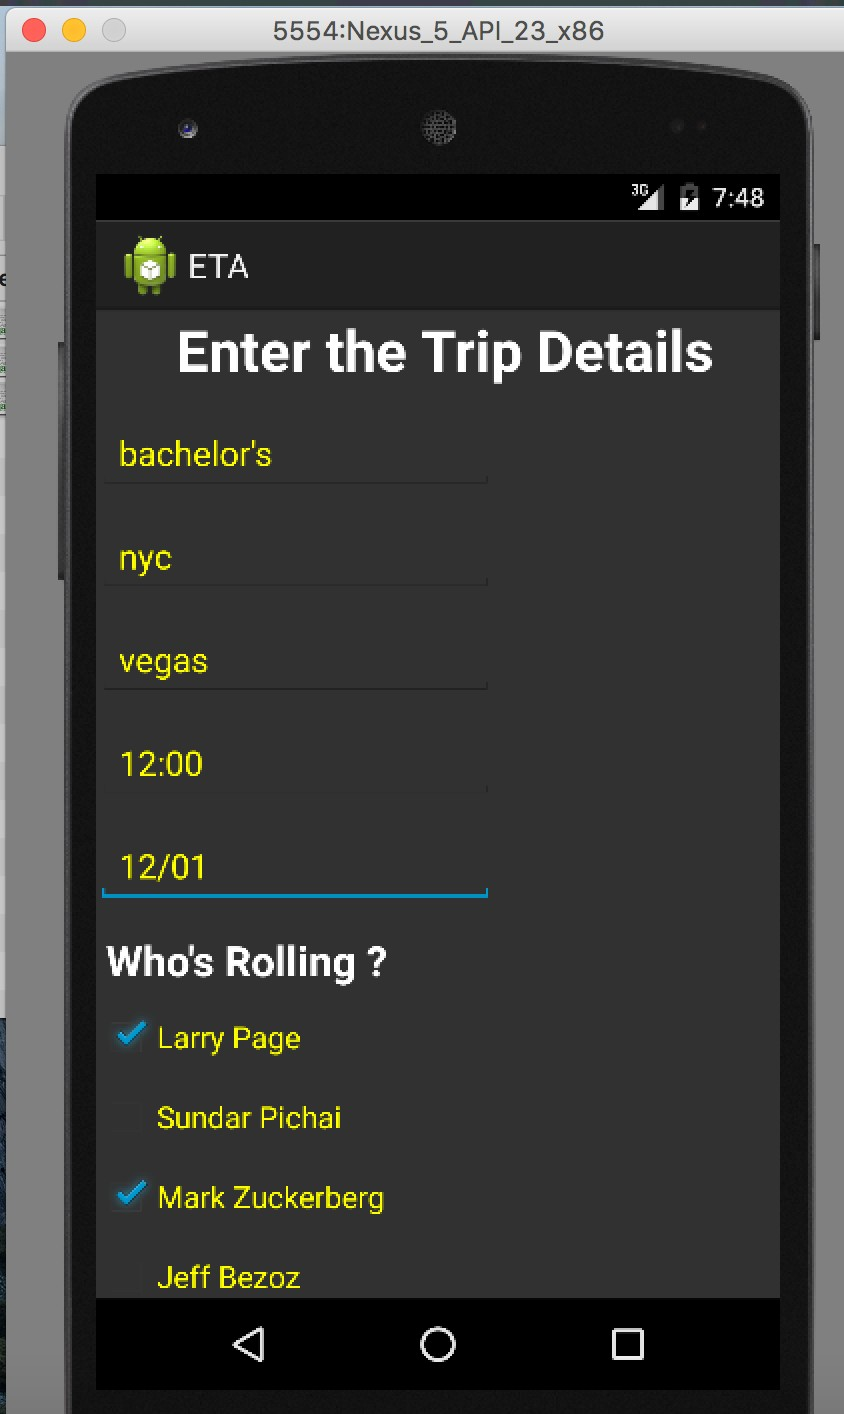 5554:Nexus_5_API_23_x86
3G 7:48
ETA
Enter the Trip Details
bachelor's
nyc
vegas
12:00
12/01
Who's Rolling ?
Larry Page
Sundar Pichai
Mark Zuckerberg
Jeff Bezoz